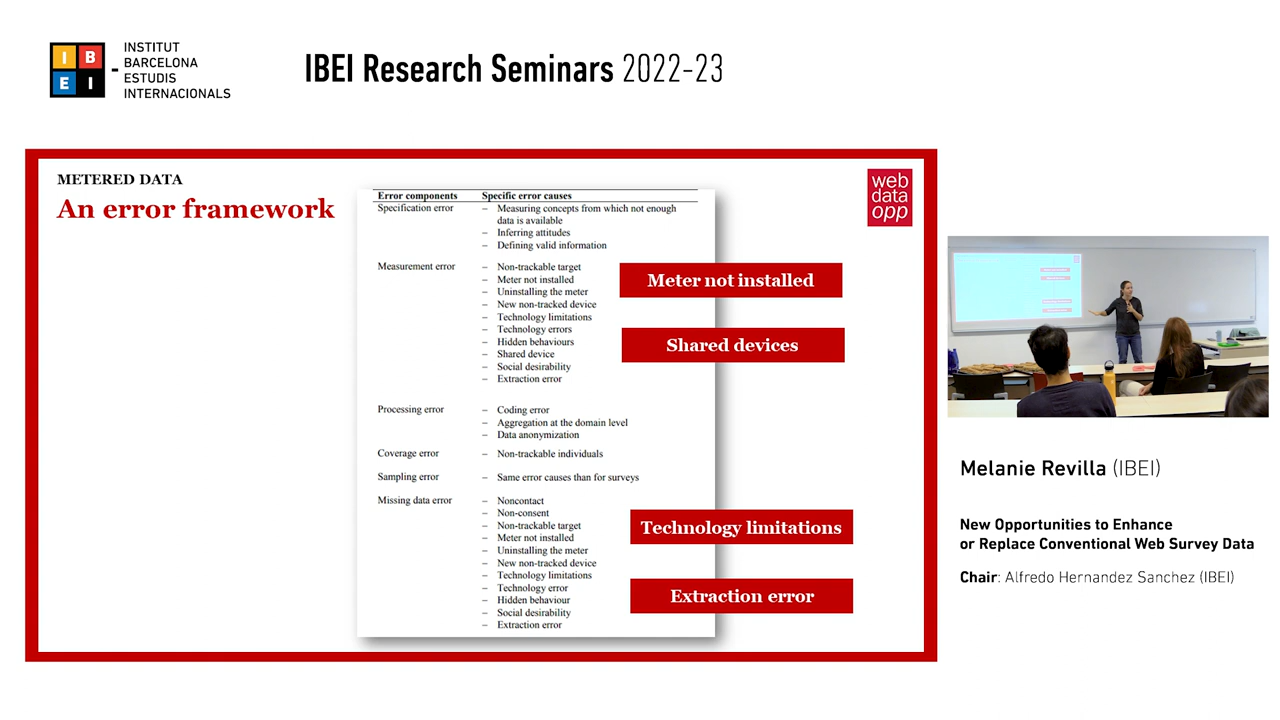 I B
E I
INSTITUT
BARCELONA
ESTUDIS
INTERNACIONALS
IBEI Research Seminars 2022-23
METERED DATA
An error framework
web
data
opp
Error components Specific error causes
Specification error – Measuring concepts from which not enough
data is available
– Inferring attitudes
– Defining valid information
Measurement error – Non-trackable target
– Meter not installed
– Uninstalling the meter
– New non-tracked device
– Technology limitations
– Technology errors
– Hidden behaviours
– Shared device
– Social desirability
– Extraction error
Meter not installed
Shared devices
Processing error – Coding error
– Aggregation at the domain level
– Data anonymization
Coverage error – Non-trackable individuals
Sampling error – Same error causes than for surveys
Missing data error – Noncontact
– Non-consent
– Non-trackable target
– Meter not installed
– Uninstalling the meter
– New non-tracked device
– Technology limitations
– Technology error
– Hidden behaviour
– Social desirability
– Extraction error
Technology limitations
Extraction error
Melanie Revilla (IBEI)
New Opportunities to Enhance
or Replace Conventional Web Survey Data
Chair: Alfredo Hernandez Sanchez (IBEI)